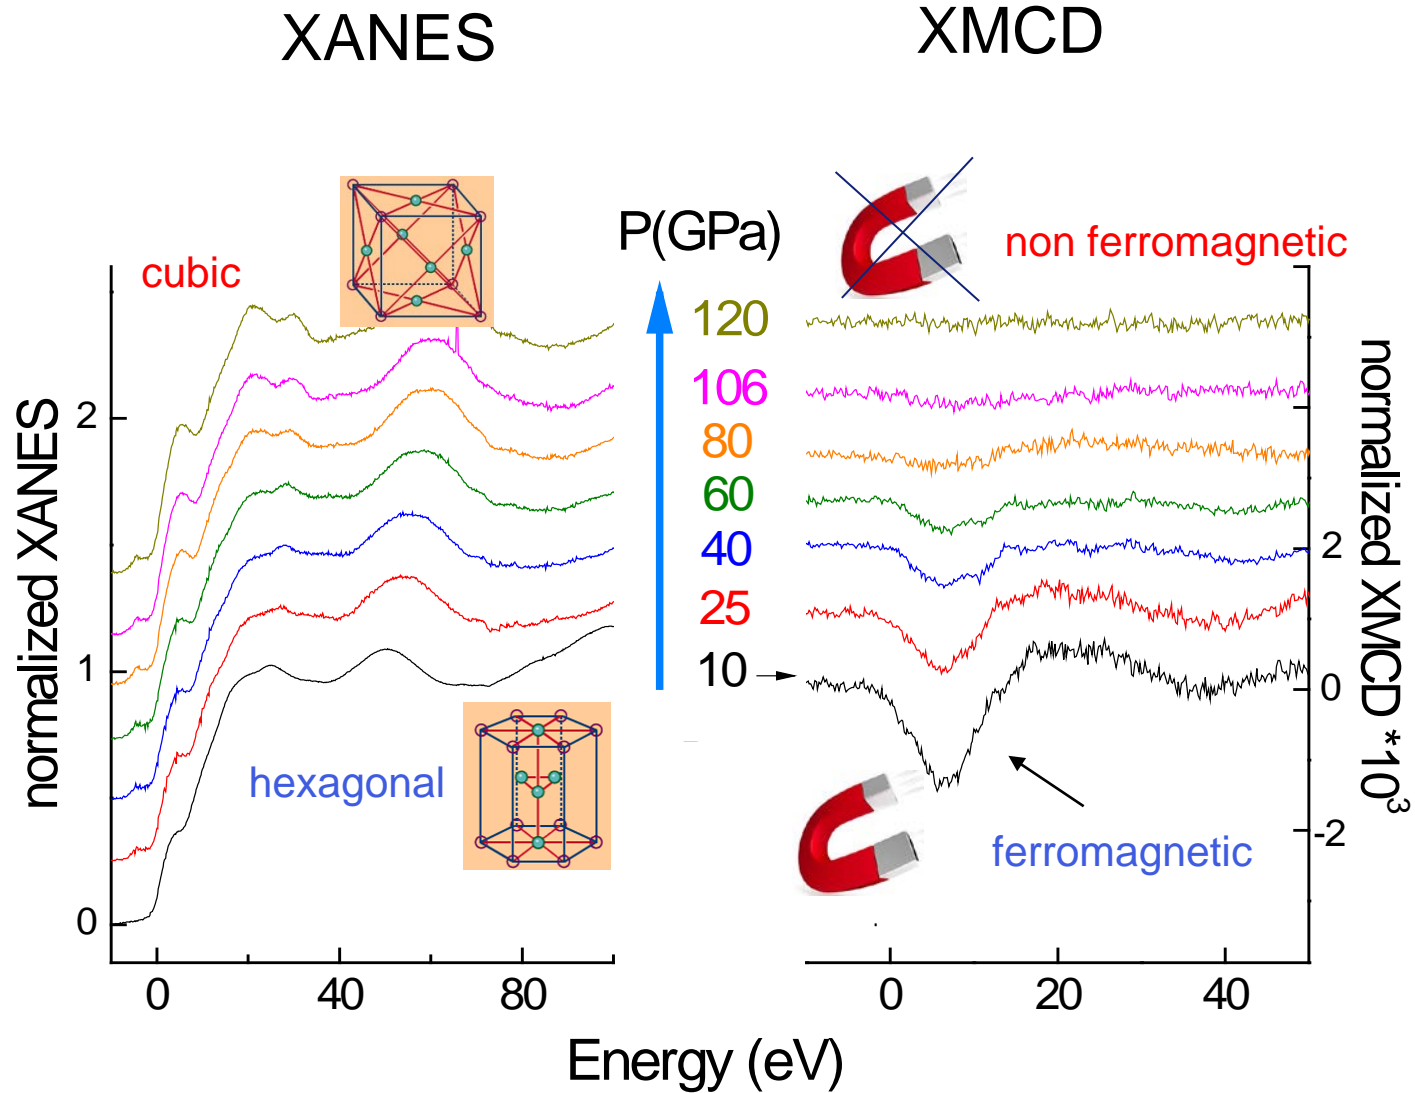 XANES
XMCD
P(GPa)
cubic
non ferromagnetic
120
106
80
60
40
25
10
hexagonal
ferromagnetic
normalized XANES
2
1
0
normalized XMCD *10³
2
0
-2
0 40 80
0 20 40
Energy (eV)